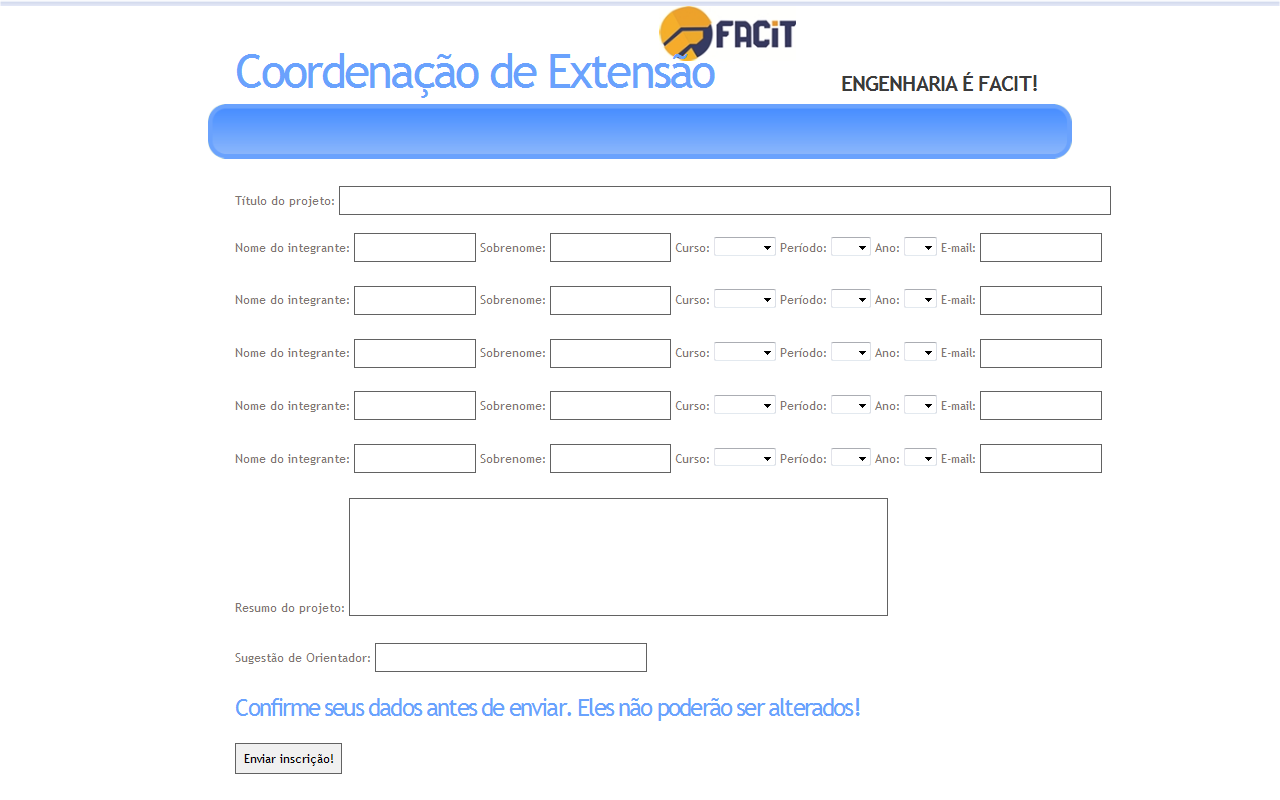 FACiT
Coordenação de Extensão
ENGENHARIA É FACIT!
Título do projeto:
Nome do integrante: Sobrenome: Curso: Período: Ano: E-mail:
Nome do integrante: Sobrenome: Curso: Período: Ano: E-mail:
Nome do integrante: Sobrenome: Curso: Período: Ano: E-mail:
Nome do integrante: Sobrenome: Curso: Período: Ano: E-mail:
Nome do integrante: Sobrenome: Curso: Período: Ano: E-mail:
Resumo do projeto:
Sugestão de Orientador:
Confirme seus dados antes de enviar. Eles não poderão ser alterados!
Enviar inscrição!